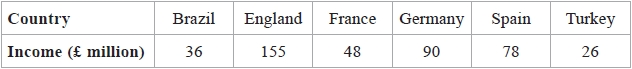 Country Brazil England France Germany Spain Turkey
Income (£ million) 36 155 48 90 78 26